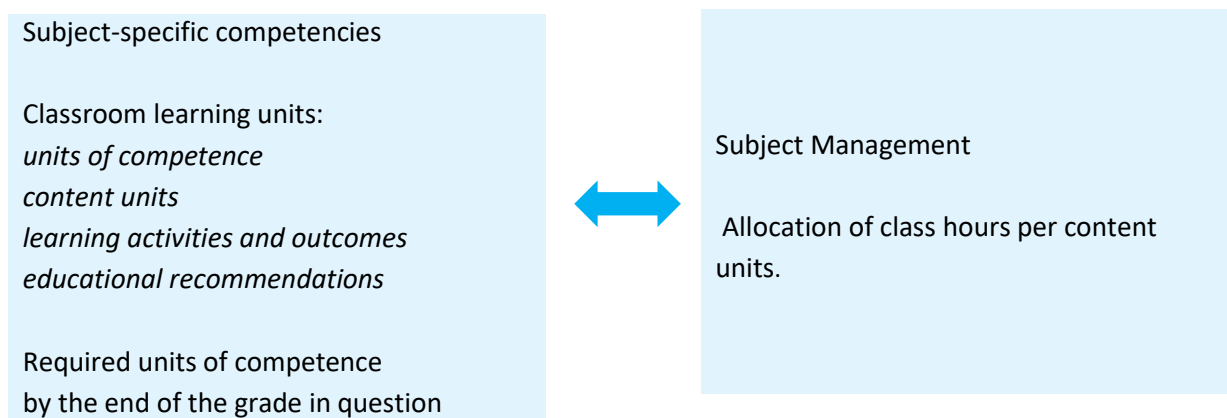 Subject-specific competencies
Classroom learning units:
units of competence
content units
learning activities and outcomes
educational recommendations
Required units of competence
by the end of the grade in question
Subject Management
Allocation of class hours per content
units.